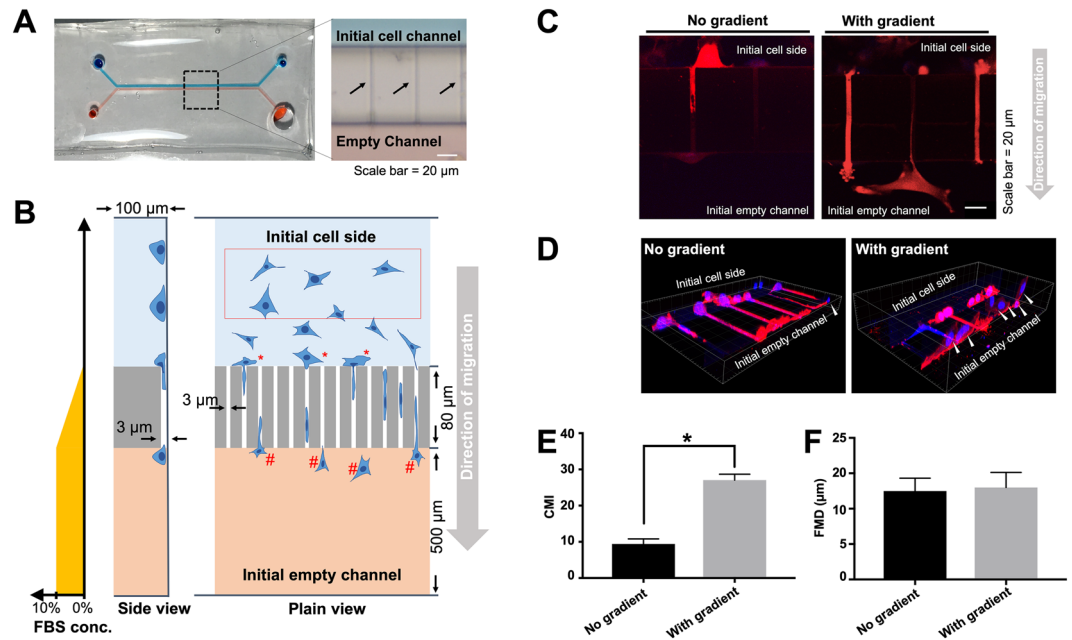 A
Initial cell channel
Empty Channel
Scale bar = 20 μm
B
100 μm
Initial cell side
*
*
*
3 μm
3 μm
80 μm
#
#
#
#
500 μm
Direction of migration
Initial empty channel
10% 0%
FBS conc.
Side view
Plain view
C
No gradient
With gradient
Initial cell side
Initial cell side
Initial empty channel
Initial empty channel
Scale bar = 20 μm
Direction of migration
D
No gradient
With gradient
Initial cell side
Initial cell side
Initial empty channel
Initial empty channel
E
*
CMI
40
30
20
10
0
No gradient
With gradient
F
FMD (μm)
20
15
10
5
0
No gradient
With gradient